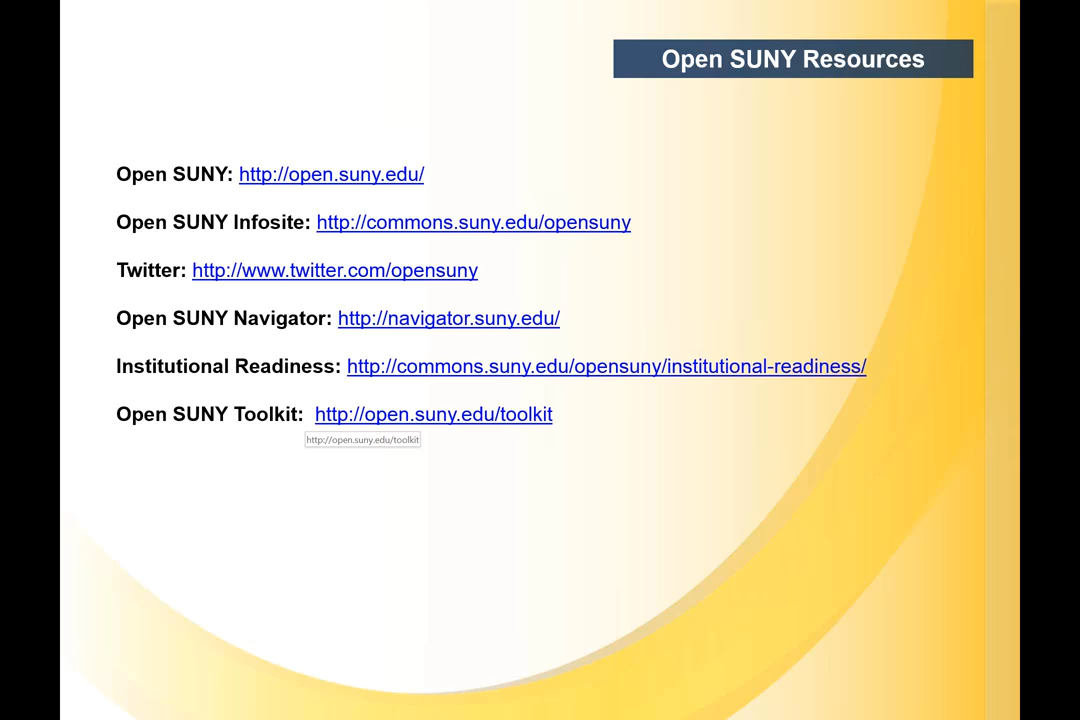 Open SUNY Resources
Open SUNY: http://open.suny.edu/
Open SUNY Infosite: http://commons.suny.edu/opensuny
Twitter: http://www.twitter.com/opensuny
Open SUNY Navigator: http://navigator.suny.edu/
Institutional Readiness: http://commons.suny.edu/opensuny/institutional-readiness/
Open SUNY Toolkit: http://open.suny.edu/toolkit
http://open.suny.edu/toolkit